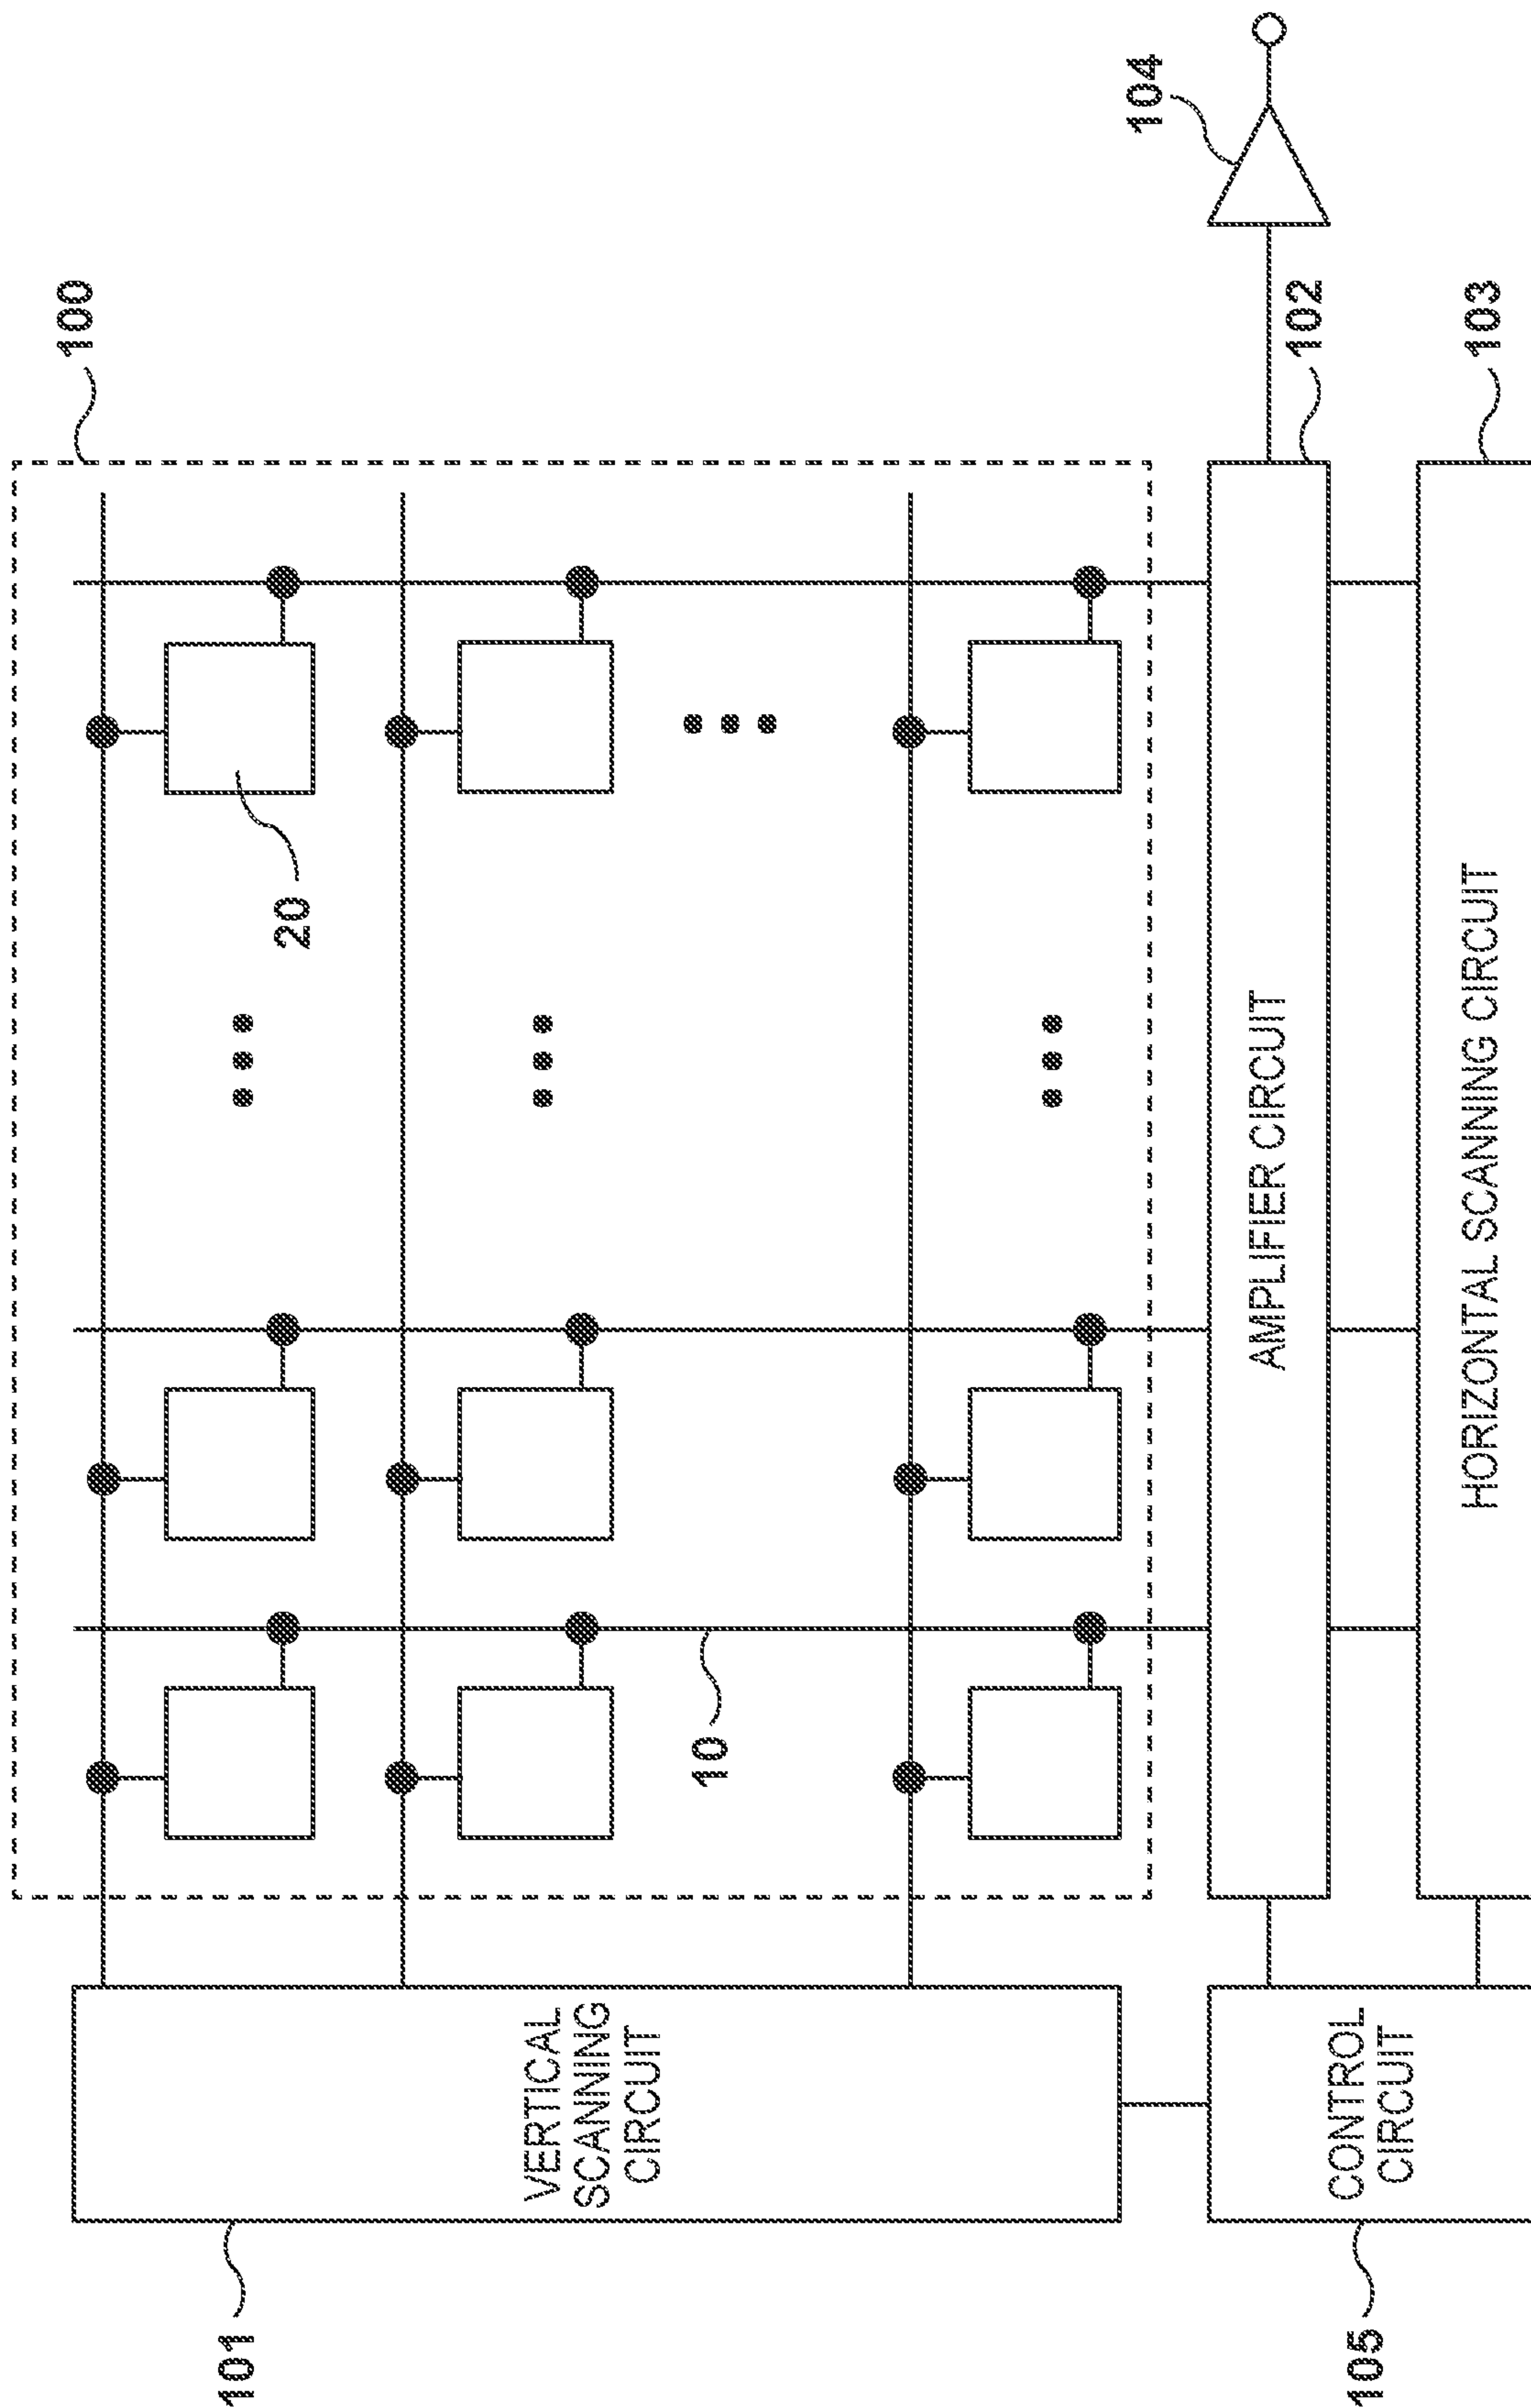 100
104
20
10
102
103
AMPLIFIER CIRCUIT
HORIZONTAL SCANNING CIRCUIT
VERTICAL
SCANNING
CIRCUIT
CONTROL
CIRCUIT
101
105